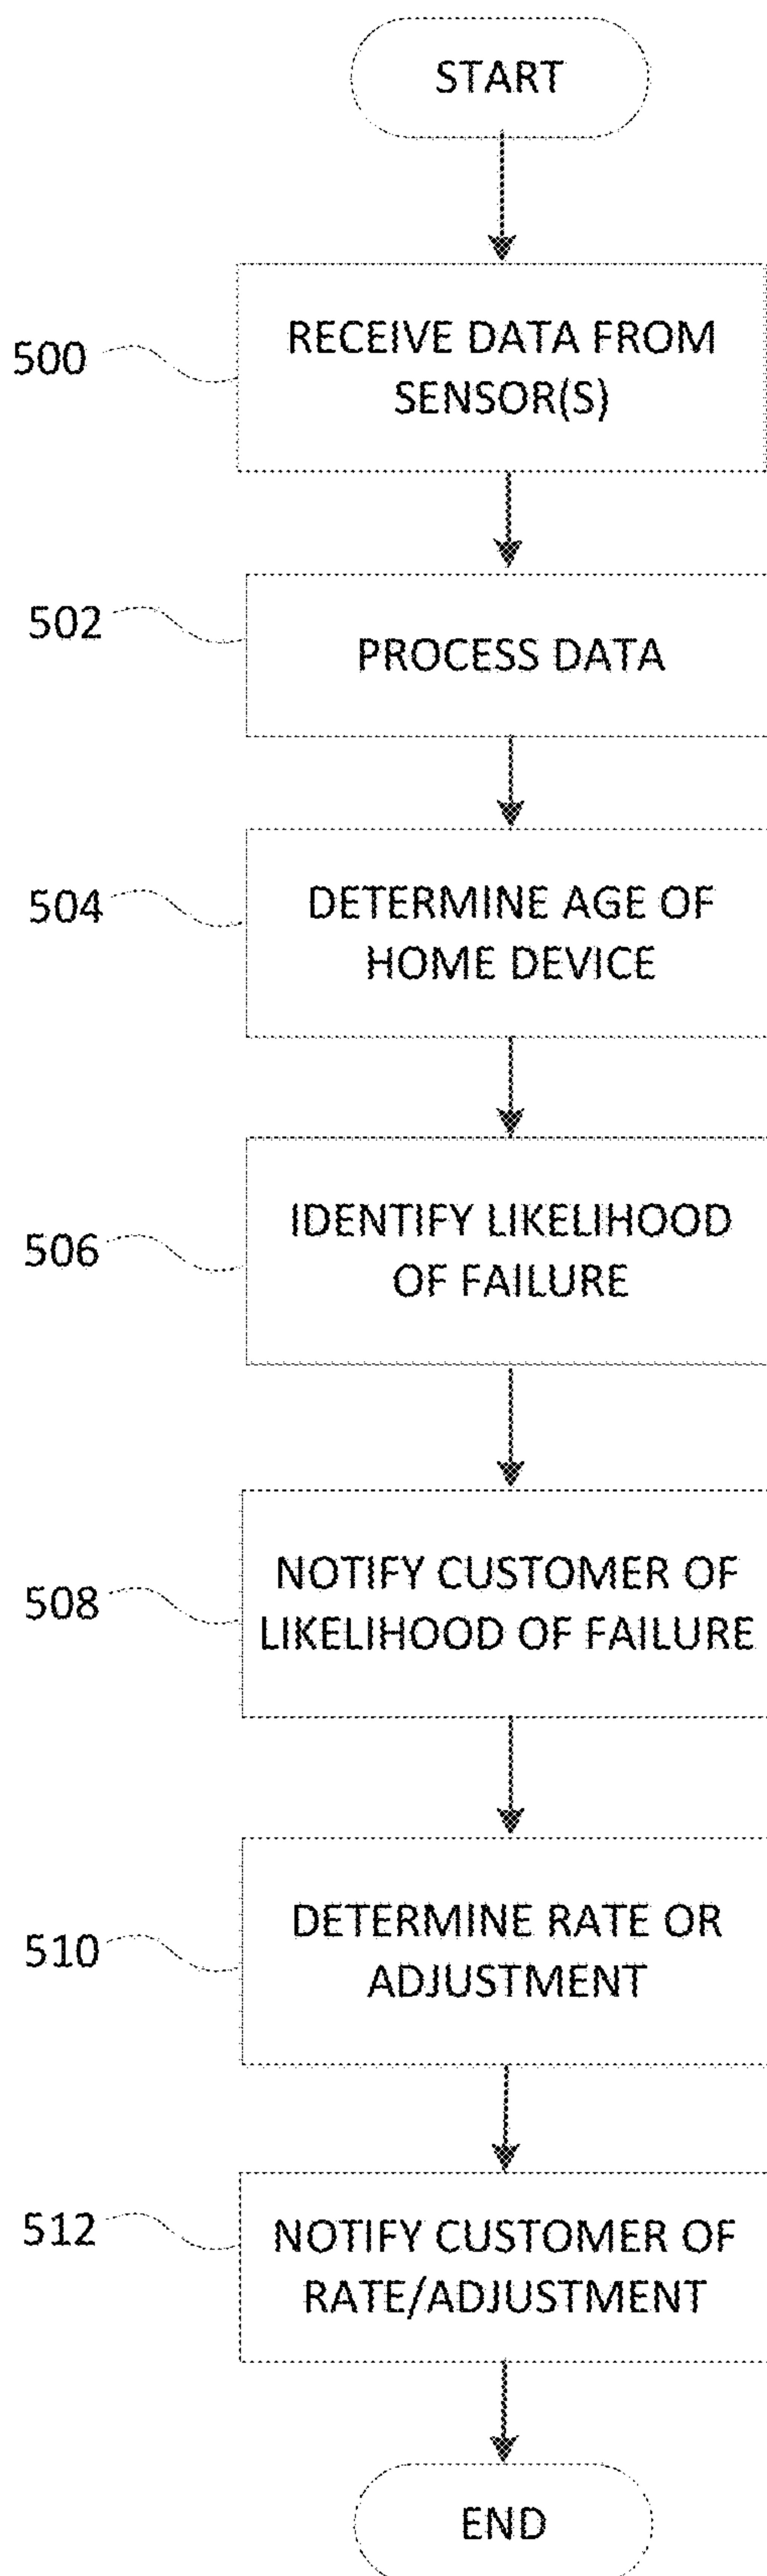 START
500
RECEIVE DATA FROM
SENSOR(S)
502
PROCESS DATA
504
DETERMINE AGE OF
HOME DEVICE
506
IDENTIFY LIKELIHOOD
OF FAILURE
508
NOTIFY CUSTOMER OF
LIKELIHOOD OF FAILURE
510
DETERMINE RATE OR
ADJUSTMENT
512
NOTIFY CUSTOMER OF
RATE/ADJUSTMENT
END